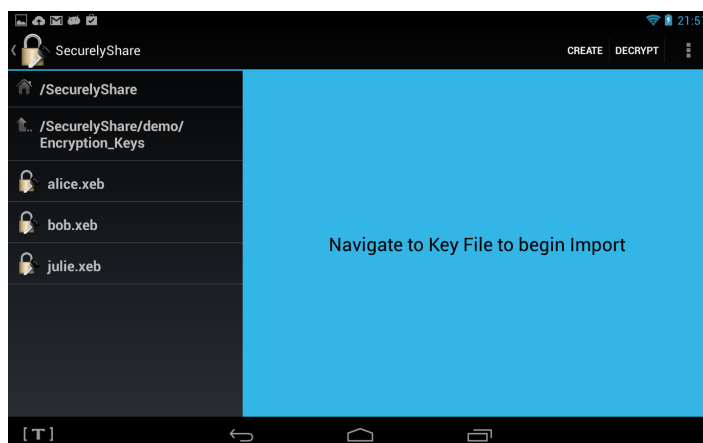 21:5
SecurelyShare
CREATE DECRYPT
/SecurelyShare
/SecurelyShare/demo/
Encryption_Keys
alice.xeb
bob.xeb
julie.xeb
Navigate to Key File to begin Import
[T]